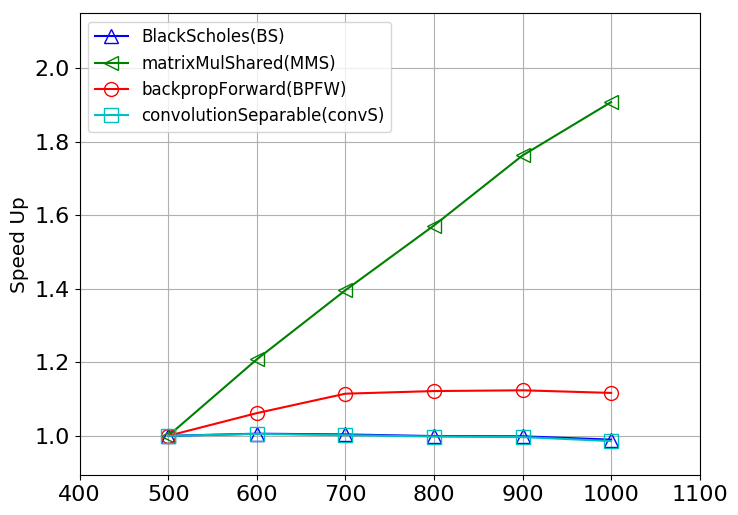 BlackScholes(BS)
matrixMulShared(MMS)
backpropForward(BPFW)
convolutionSeparable(convS)
Speed Up
2.0
1.8
1.6
1.4
1.2
1.0
400 500 600 700 800 900 1000 1100